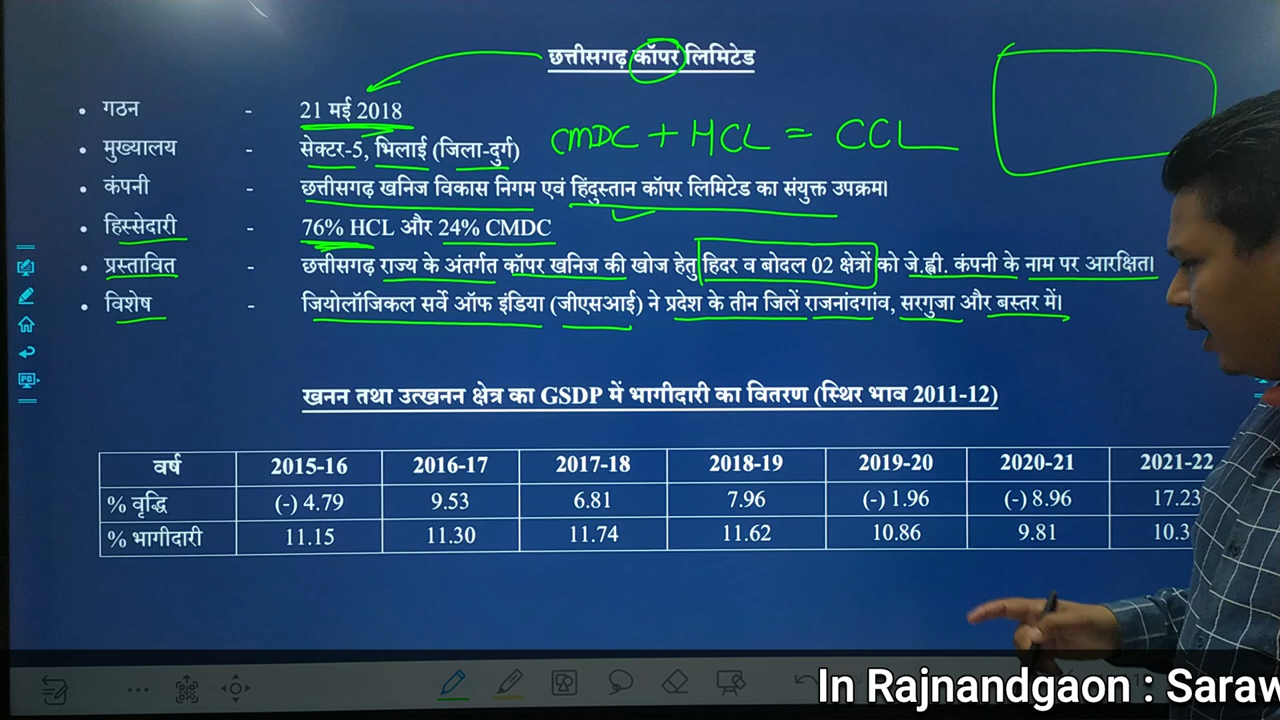 छत्तीसगढ़ कॉपर लिमिटेड
• गठन - 21 मई 2018
CMDC + HCL = CCL
• मुख्यालय - सेक्टर-5, भिलाई (जिला-दुर्ग)
• कंपनी - छत्तीसगढ़ खनिज विकास निगम एवं हिंदुस्तान कॉपर लिमिटेड का संयुक्त उपक्रम।
• हिस्सेदारी - 76% HCL और 24% CMDC
• प्रस्तावित - छत्तीसगढ़ राज्य के अंतर्गत कॉपर खनिज की खोज हेतु हिदर व बोदल 02 क्षेत्रों को जे.ह्वी. कंपनी के नाम पर आरक्षित।
• विशेष - जियोलॉजिकल सर्वे ऑफ इंडिया (जीएसआई) ने प्रदेश के तीन जिलें राजनांदगांव, सरगुजा और बस्तर में।
खनन तथा उत्खनन क्षेत्र का GSDP में भागीदारी का वितरण (स्थिर भाव 2011-12)
वर्ष 2015-16 2016-17 2017-18 2018-19 2019-20 2020-21 2021-22
% वृद्धि (-) 4.79 9.53 6.81 7.96 (-) 1.96 (-) 8.96 17.23
% भागीदारी 11.15 11.30 11.74 11.62 10.86 9.81 10.3
In Rajnandgaon : Saraw